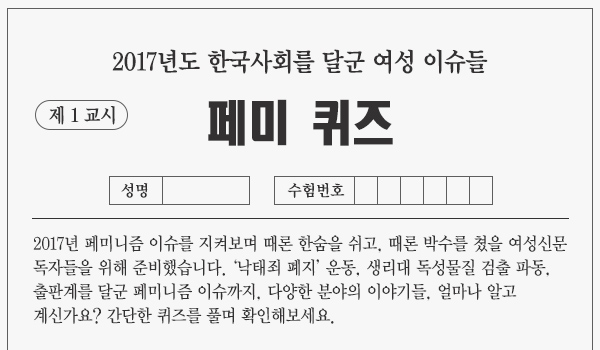 2017년도 한국사회를 달군 여성 이슈들
제 1 교시
페미 퀴즈
성명
수험번호
2017년 페미니즘 이슈를 지켜보며 때론 한숨을 쉬고, 때론 박수를 쳤을 여성신문
독자들을 위해 준비했습니다. ‘낙태죄 폐지’ 운동, 생리대 독성물질 검출 파동,
출판계를 달군 페미니즘 이슈까지. 다양한 분야의 이야기들, 얼마나 알고
계신가요? 간단한 퀴즈를 풀며 확인해보세요.